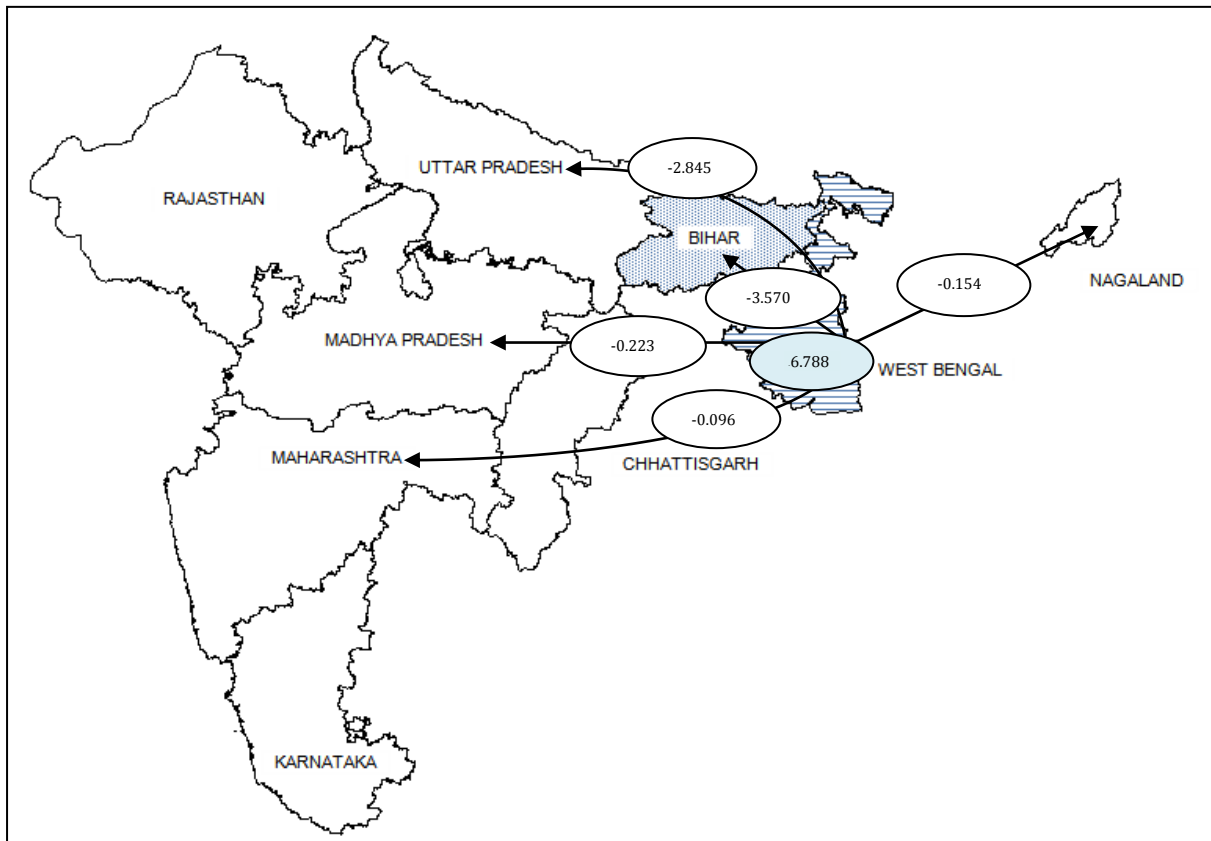 -2.845
UTTAR PRADESH
RAJASTHAN
BIHAR
NAGALAND
-0.154
-3.570
MADHYA PRADESH
-0.223
6.788
WEST BENGAL
-0.096
MAHARASHTRA
CHHATTISGARH
KARNATAKA